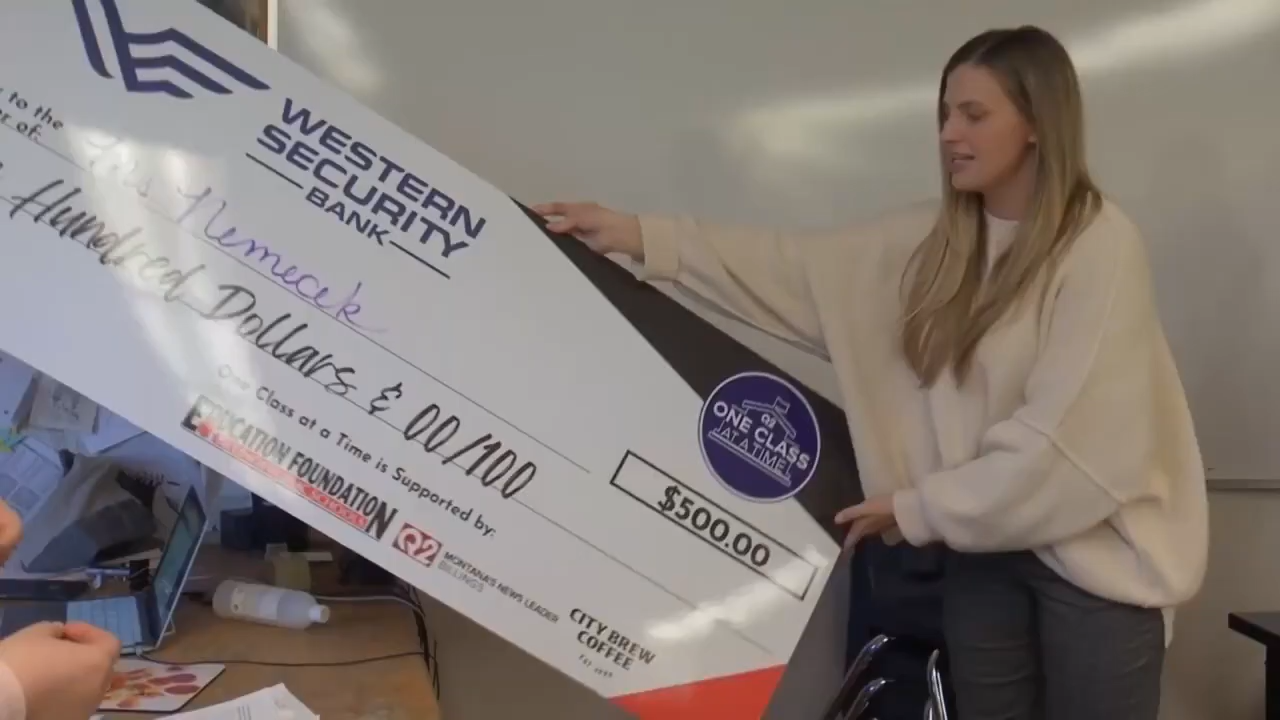 WESTERN
SECURITY
BANK
to the
of:
Nemecek
Hundred Dollars & 00/100
$500.00
Q2
ONE CLASS
AT A TIME
One Class at a Time is Supported by:
EDUCATION FOUNDATION
Q2
MONTANA'S NEWS LEADER
BILLINGS
CITY BREW
COFFEE